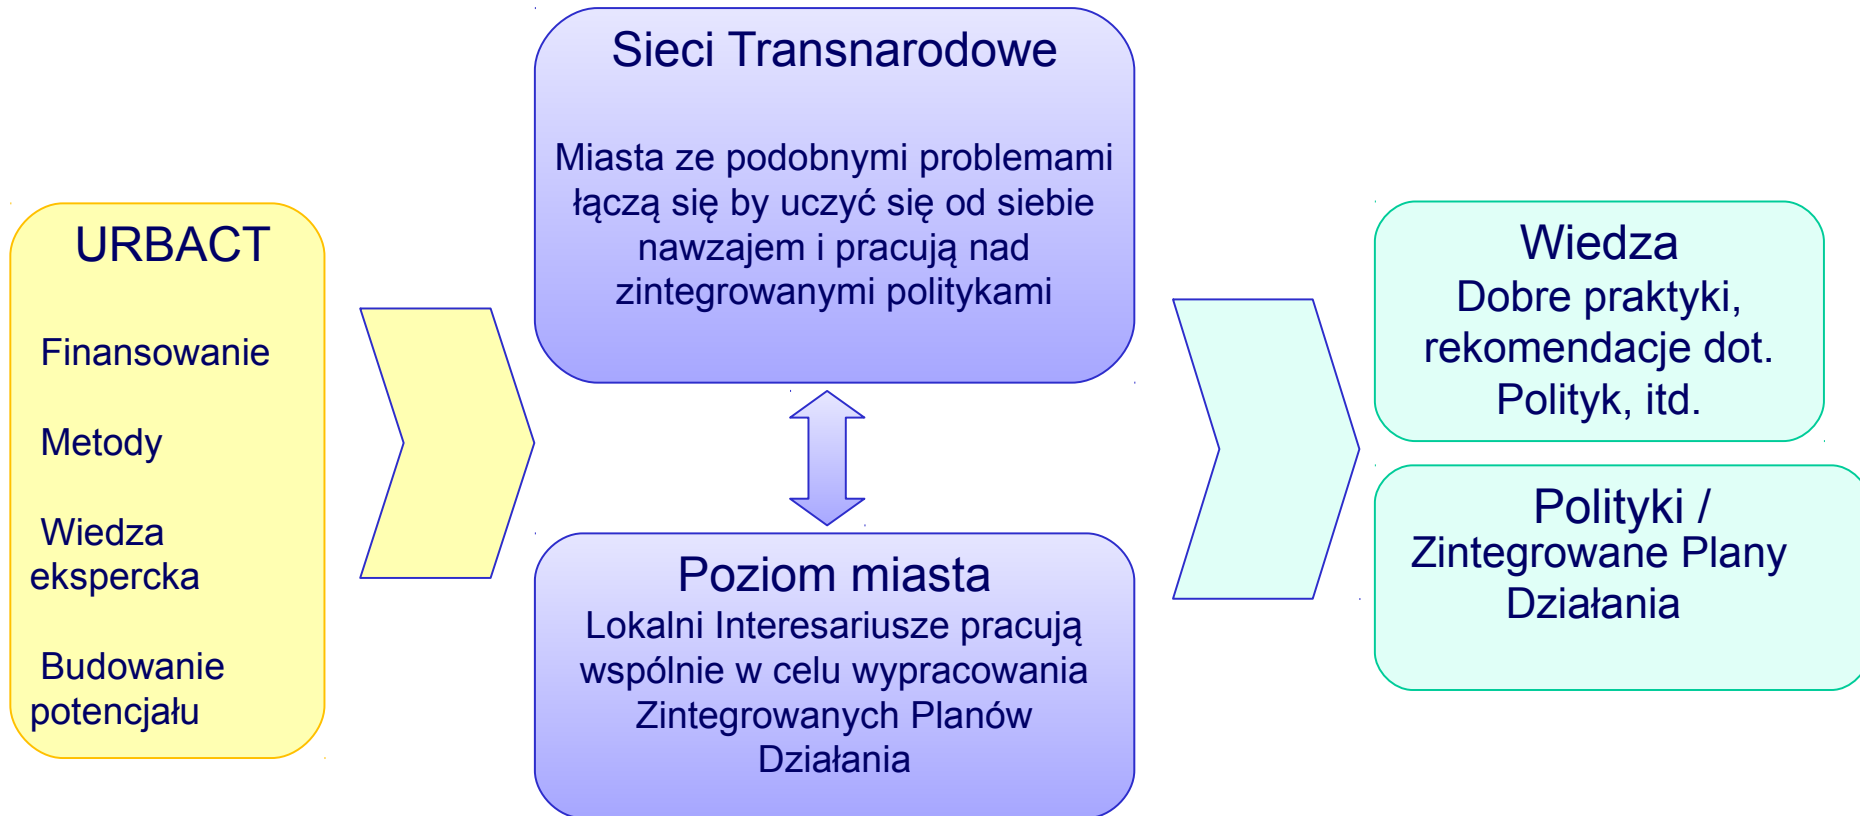 URBACT
Finansowanie
Metody
Wiedza
ekspercka
Budowanie
potencjału
Sieci Transnarodowe
Miasta ze podobnymi problemami
łączą się by uczyć się od siebie
nawzajem i pracują nad
zintegrowanymi politykami
Poziom miasta
Lokalni Interesariusze pracują
wspólnie w celu wypracowania
Zintegrowanych Planów
Działania
Wiedza
Dobre praktyki,
rekomendacje dot.
Polityk, itd.
Polityki /
Zintegrowane Plany
Działania